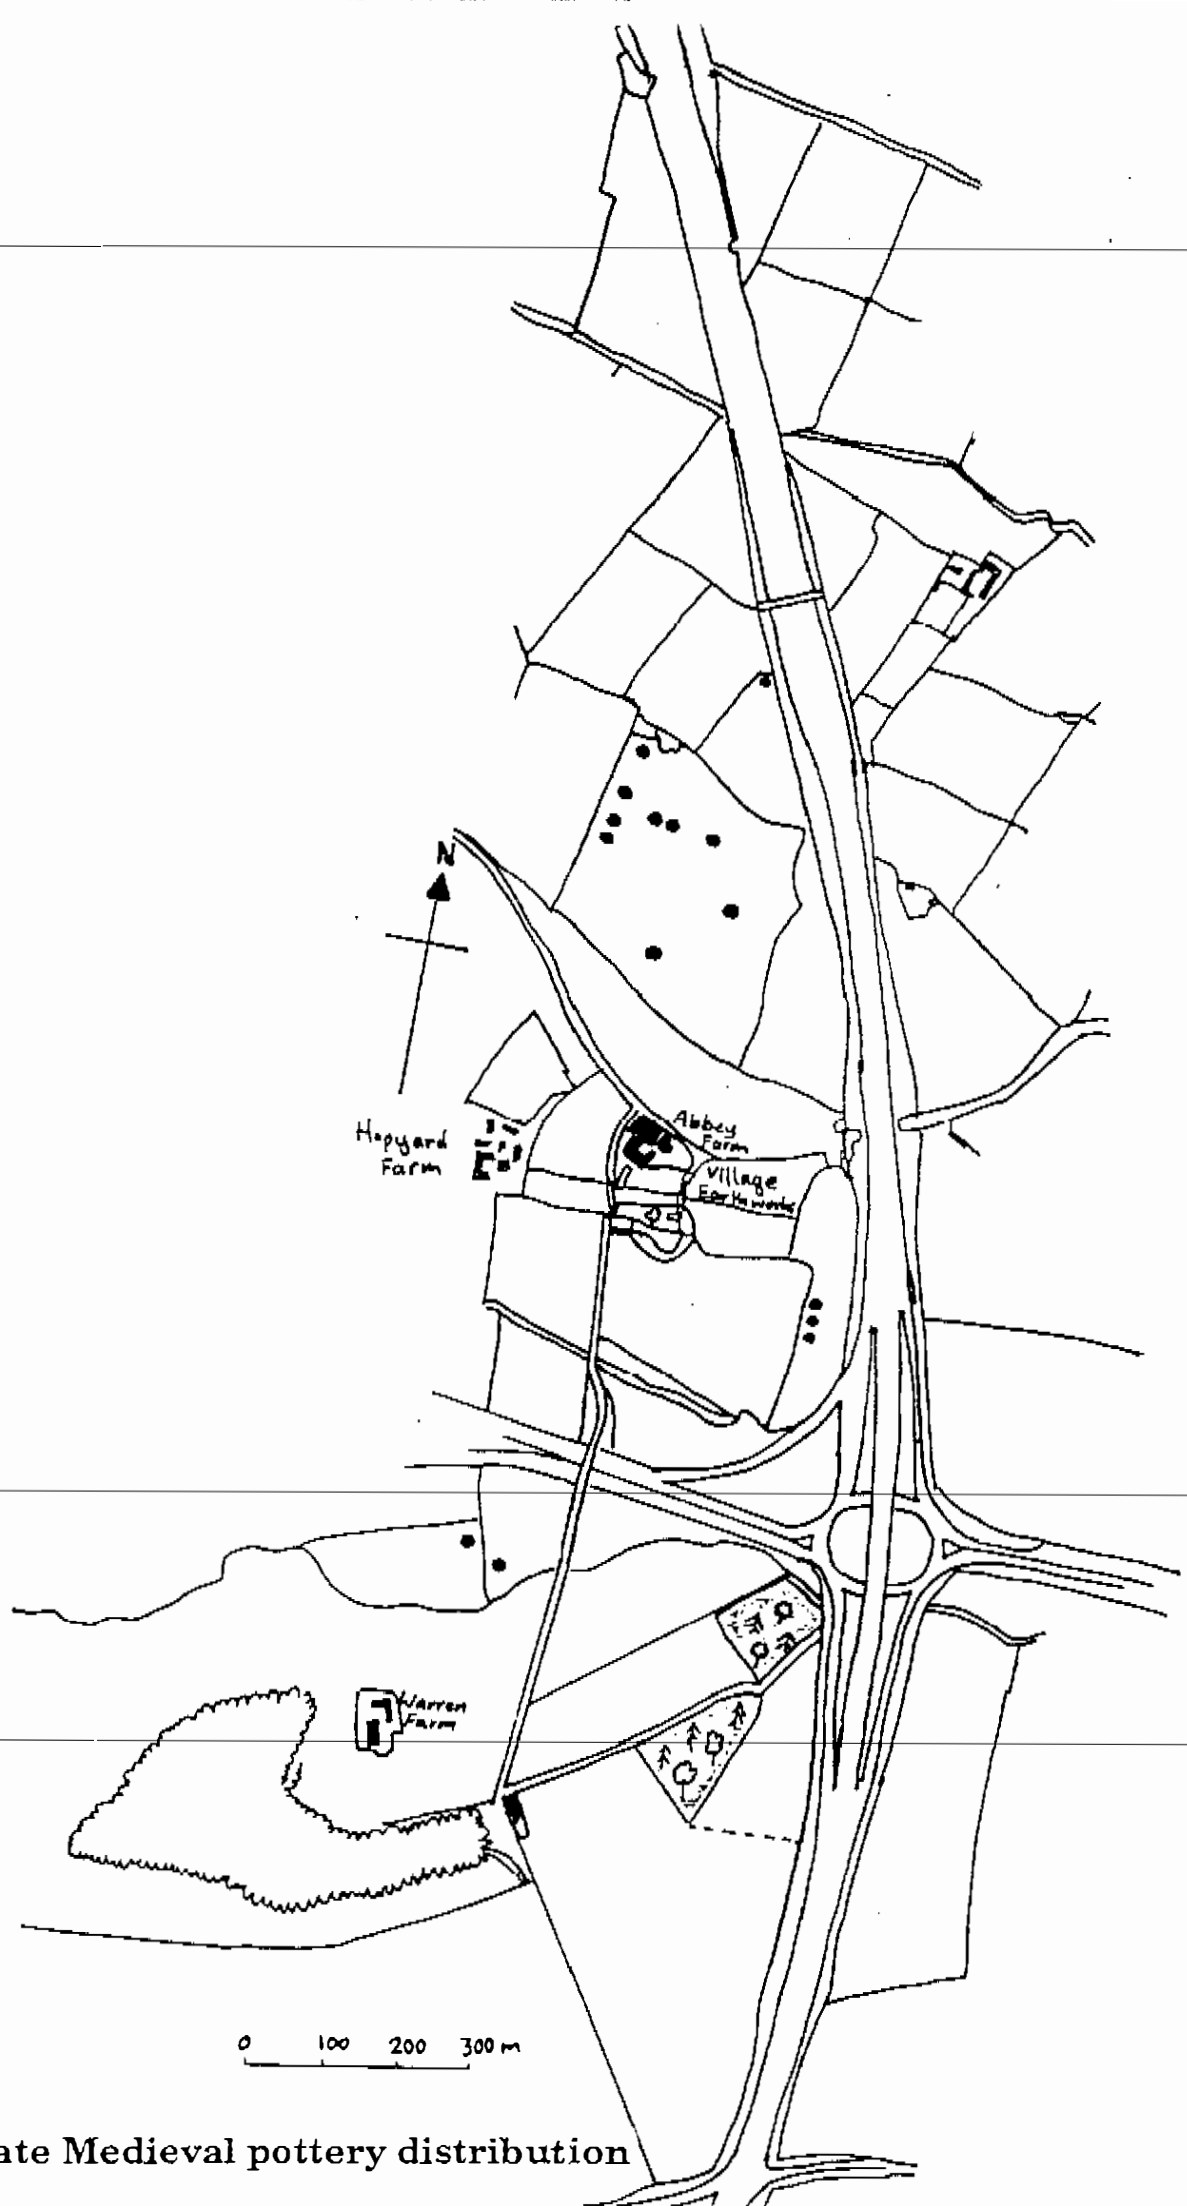 N
Abbey
Farm
Hopyard
Farm
Village
Earthworks
Warren
Farm
0 100 200 300 m
ate Medieval pottery distribution